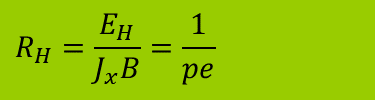 R_H = E_H / (J_x B) = 1 / (pe)